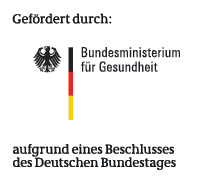 Gefördert durch:
Bundesministerium
für Gesundheit
aufgrund eines Beschlusses
des Deutschen Bundestages